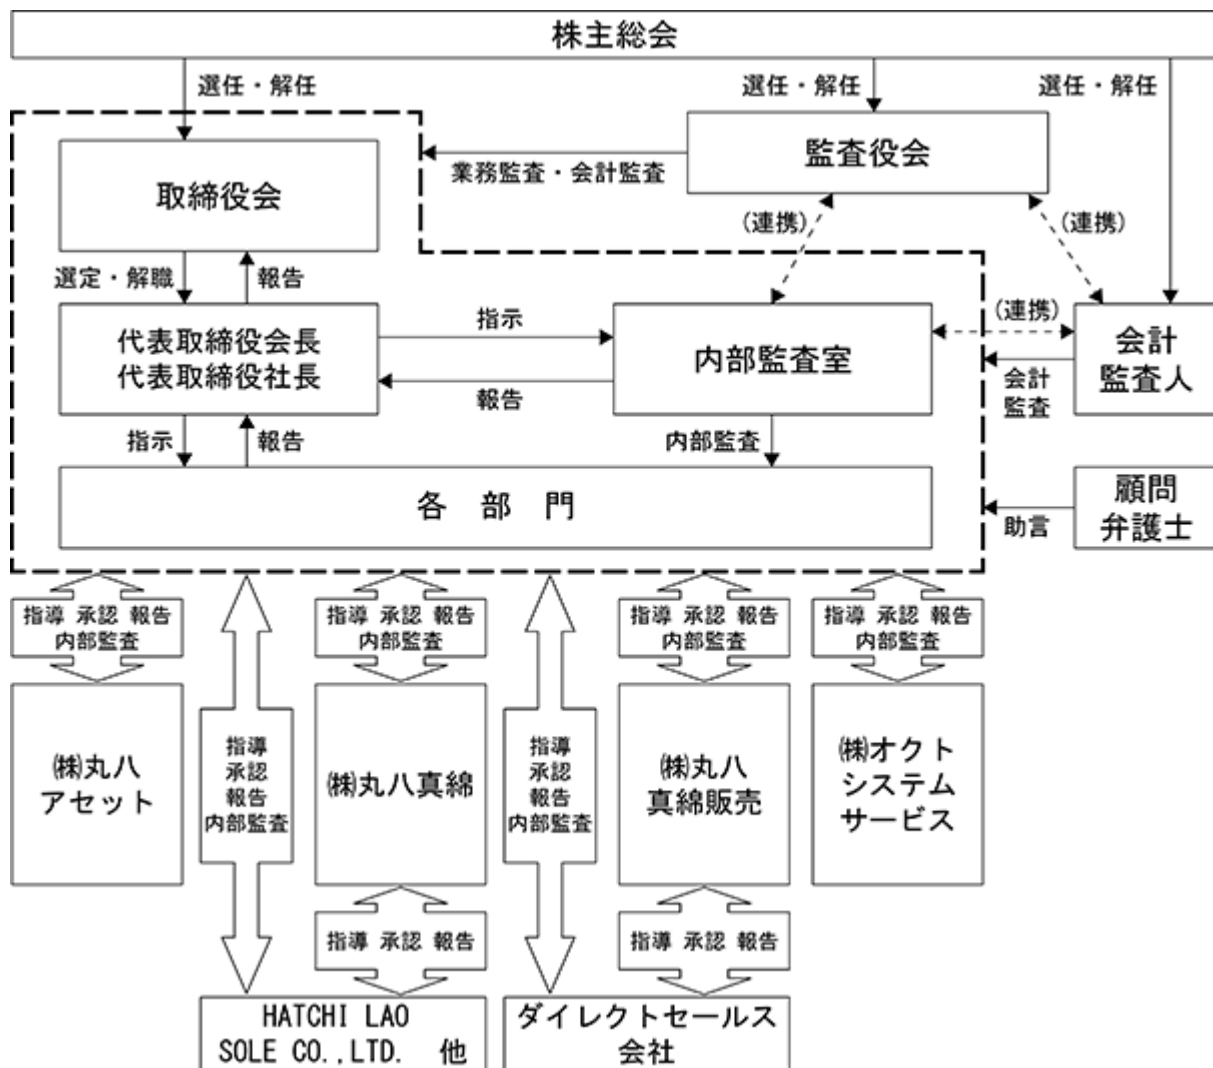 株主総会
選任・解任
選任・解任
選任・解任
監査役会
取締役会
業務監査・会計監査
(連携)
(連携)
選定・解職
報告
代表取締役会長
代表取締役社長
指示
報告
内部監査室
(連携)
会計
監査人
会計
監査
指示
報告
内部監査
各部門
顧問
弁護士
助言
指導 承認 報告
内部監査
指導 承認 報告
内部監査
指導 承認 報告
内部監査
指導 承認 報告
内部監査
㈱丸八
アセット
指導
承認
報告
内部監査
㈱丸八真綿
指導
承認
報告
内部監査
㈱丸八
真綿販売
㈱オクト
システム
サービス
指導 承認 報告
指導 承認 報告
HATCHI LAO
SOLE CO.,LTD. 他
ダイレクトセールス
会社